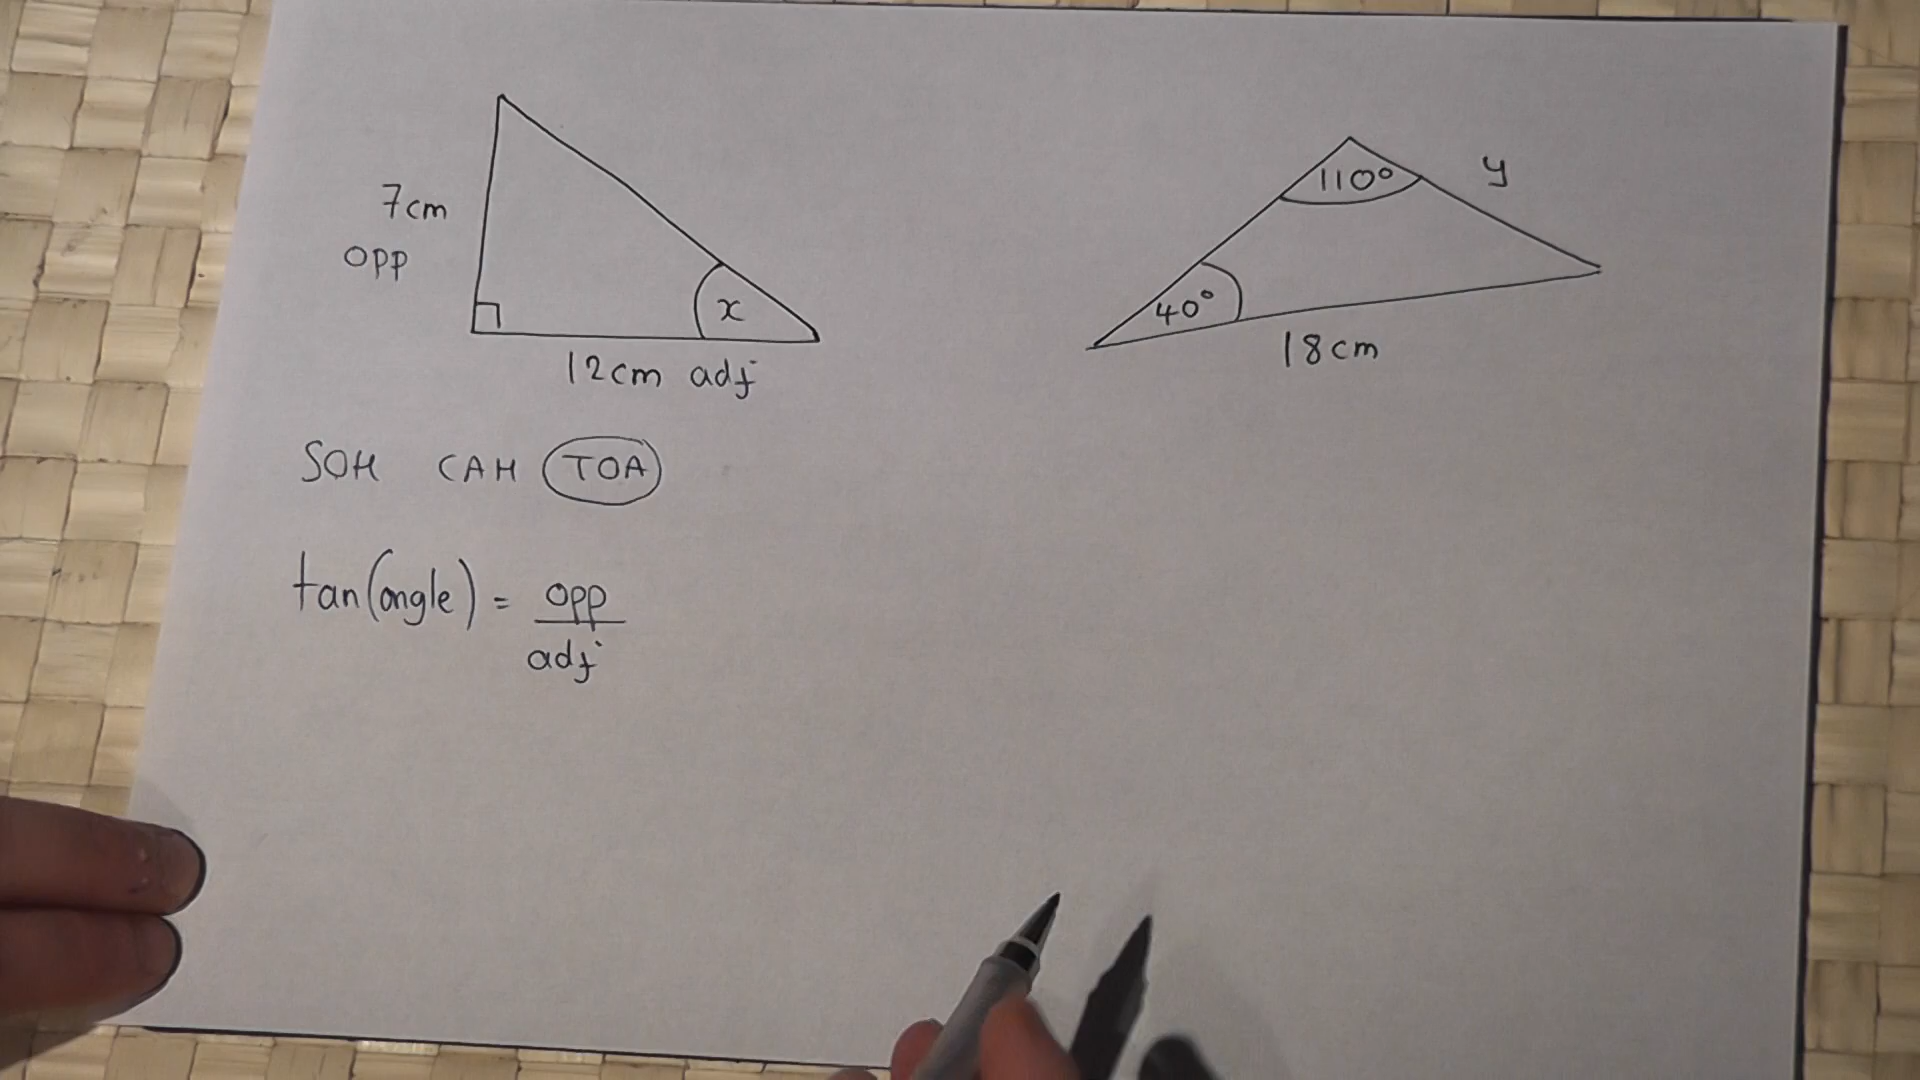 7cm
opp
x
12cm adj
110°
y
40°
18cm
SOH CAH TOA
tan(angle) = opp
adj